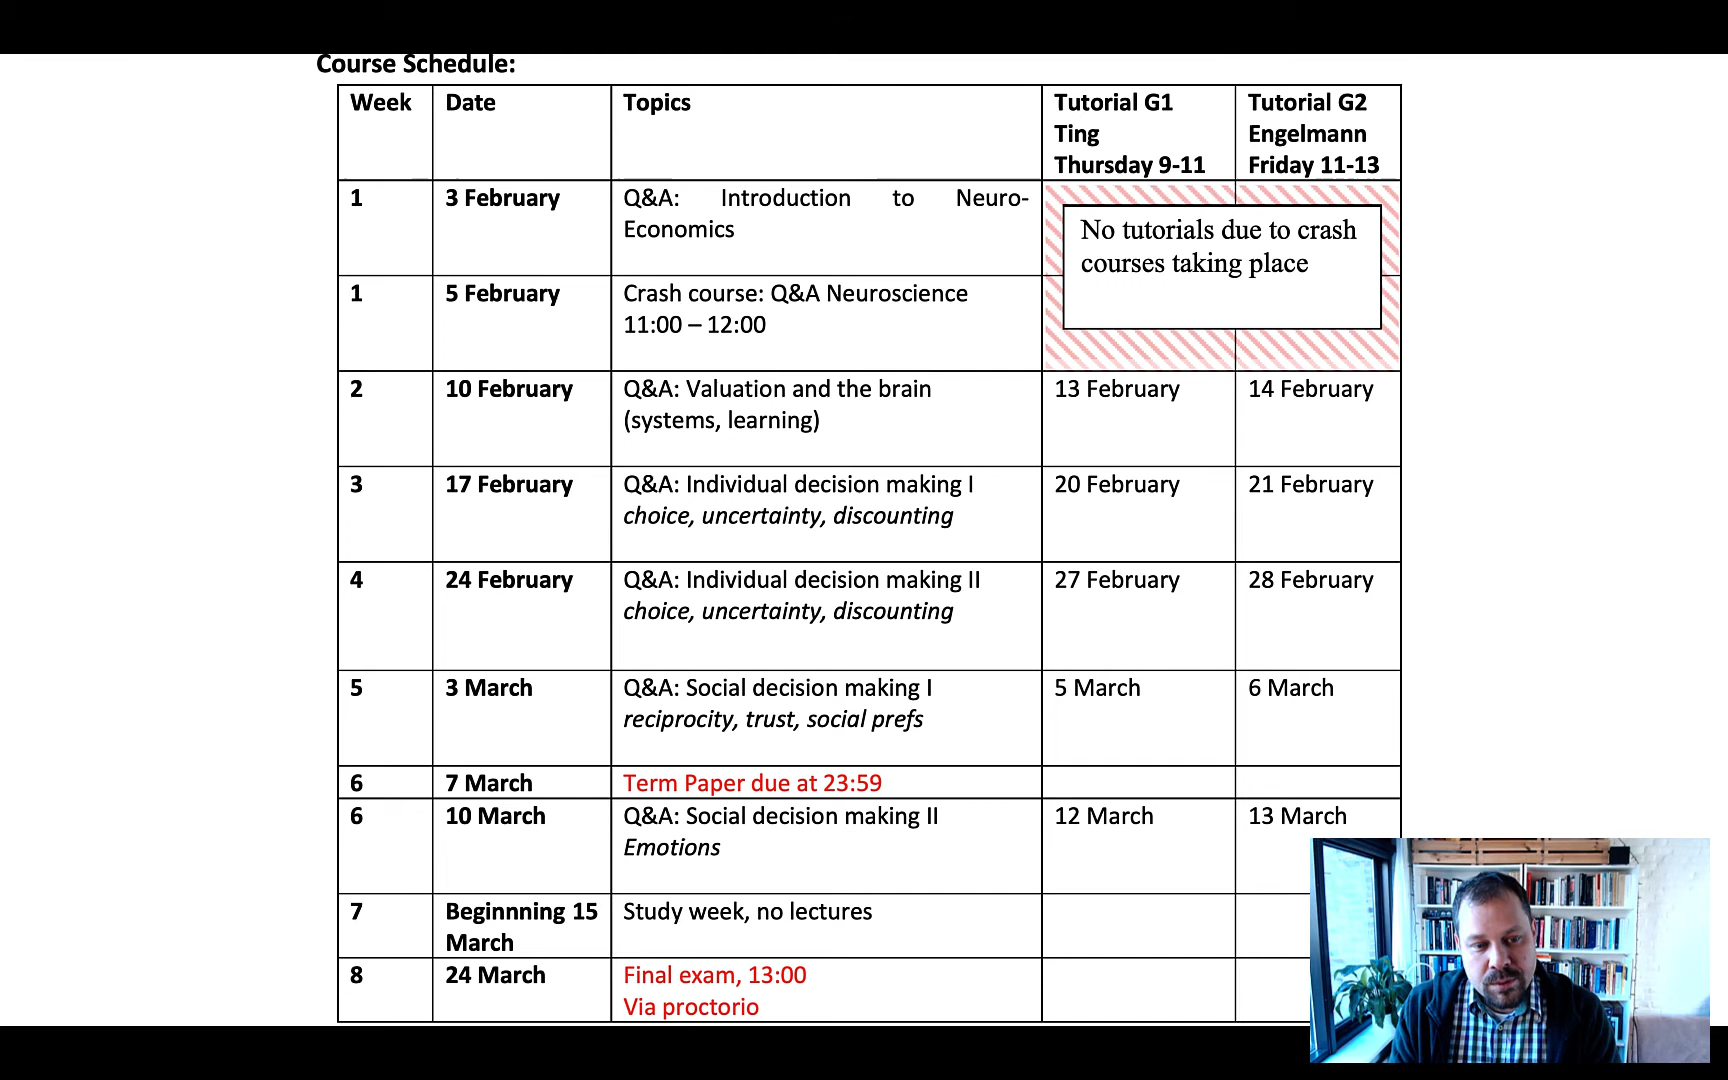 Course Schedule:
Week Date Topics Tutorial G1 Tutorial G2
Ting Engelmann
Thursday 9-11 Friday 11-13
1 3 February Q&A: Introduction to Neuro-
Economics
No tutorials due to crash
courses taking place
1 5 February Crash course: Q&A Neuroscience
11:00 – 12:00
2 10 February Q&A: Valuation and the brain 13 February 14 February
(systems, learning)
3 17 February Q&A: Individual decision making I 20 February 21 February
choice, uncertainty, discounting
4 24 February Q&A: Individual decision making II 27 February 28 February
choice, uncertainty, discounting
5 3 March Q&A: Social decision making I 5 March 6 March
reciprocity, trust, social prefs
6 7 March Term Paper due at 23:59
6 10 March Q&A: Social decision making II 12 March 13 March
Emotions
7 Beginnning 15 Study week, no lectures
March
8 24 March Final exam, 13:00
Via proctorio